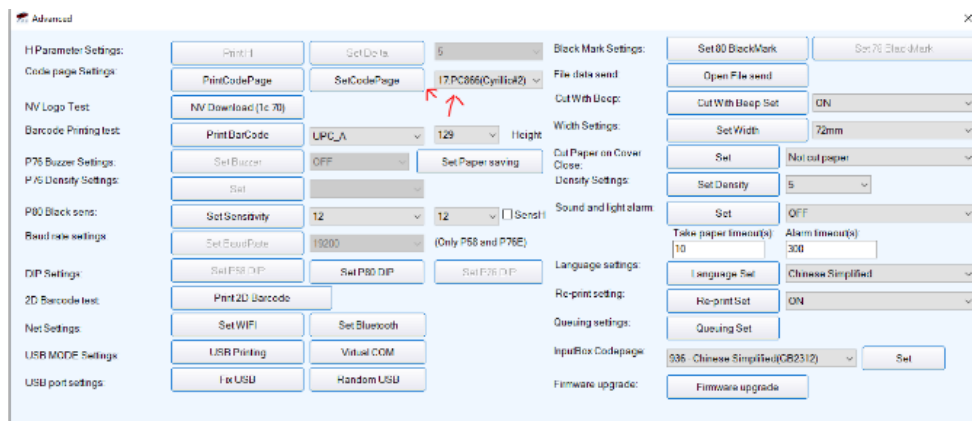 Advanced
H Parameter Settings: Print H Set Delta 5
Code page Settings: PrintCodePage SetCodePage 17:PC866(Cyrillic#2)
NV Logo Test: NV Download (1c 70)
Barcode Printing test: Print BarCode UPC_A 129 Height
P76 Buzzer Settings: Set Buzzer OFF Set Paper saving
P76 Density Settings: Set
P80 Black sens: Set Sensitivity 12 12
Baud rate settings: Set BaudRate 19200 (Only P58 and P76E)
DIP Settings: Set P58 DIP Set P80 DIP Set P76 DIP
2D Barcode test: Print 2D Barcode
Net Settings: Set WIFI Set Bluetooth
USB MODE Settings: USB Printing Virtual COM
USB port settings: Fix USB Random USB
Black Mark Settings: Set 80 BlackMark Set 76 BlackMark
File data send: Open File send
Cut With Beep: Cut With Beep Set ON
Width Settings: Set Width 72mm
Cut Paper on Cover
Close: Set Not cut paper
Density Settings: Set Density 5
Sound and light alarm: Set OFF
Take paper timeout(s): Alarm timeout(s):
10 300
Language settings: Language Set Chinese Simplified
Re-print setting: Re-print Set ON
Queuing settings: Queuing Set
InputBox Codepage: 936 - Chinese Simplified(GB2312) Set
Firmware upgrade: Firmware upgrade